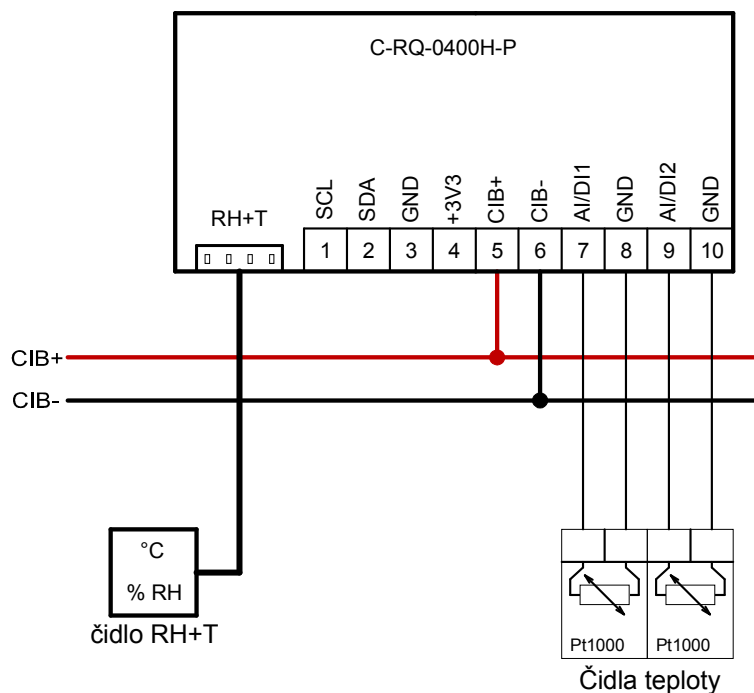 C-RQ-0400H-P
RH+T
SCL
SDA
GND
+3V3
CIB+
CIB-
AI/DI1
GND
AI/DI2
GND
1 2 3 4 5 6 7 8 9 10
CIB+
CIB-
°C
% RH
čidlo RH+T
Pt1000 Pt1000
Čidla teploty